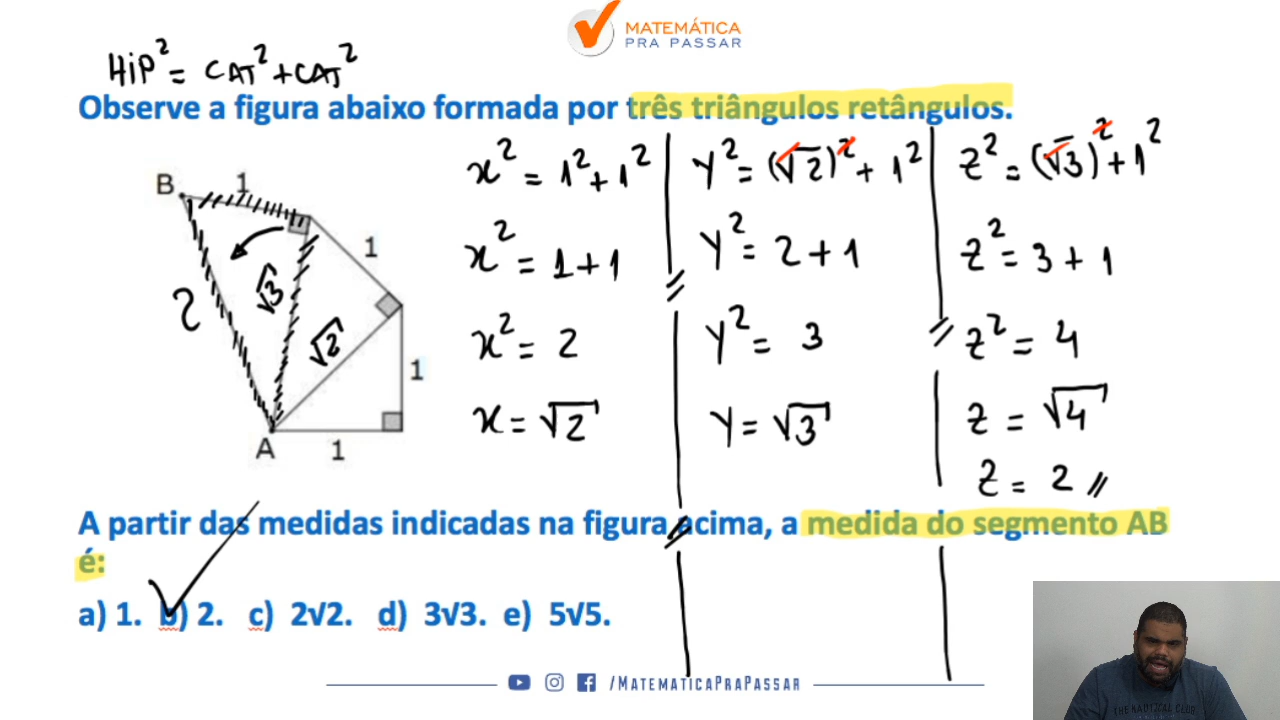 MATEMÁTICA
PRA PASSAR
HIP² = CAT² + CAT²
Observe a figura abaixo formada por três triângulos retângulos.
B
1
1
√3
2
√2
1
A
1
x² = 1² + 1²
x² = 1 + 1
x² = 2
x = √2
y² = (√2)² + 1²
y² = 2 + 1
y² = 3
y = √3
z² = (√3)² + 1²
z² = 3 + 1
z² = 4
z = √4
z = 2 //
A partir das medidas indicadas na figura acima, a medida do segmento AB
é:
a) 1. b) 2. c) 2√2. d) 3√3. e) 5√5.
/MATEMATICAPRAPASSAR
THE NAUTICAL CLUB